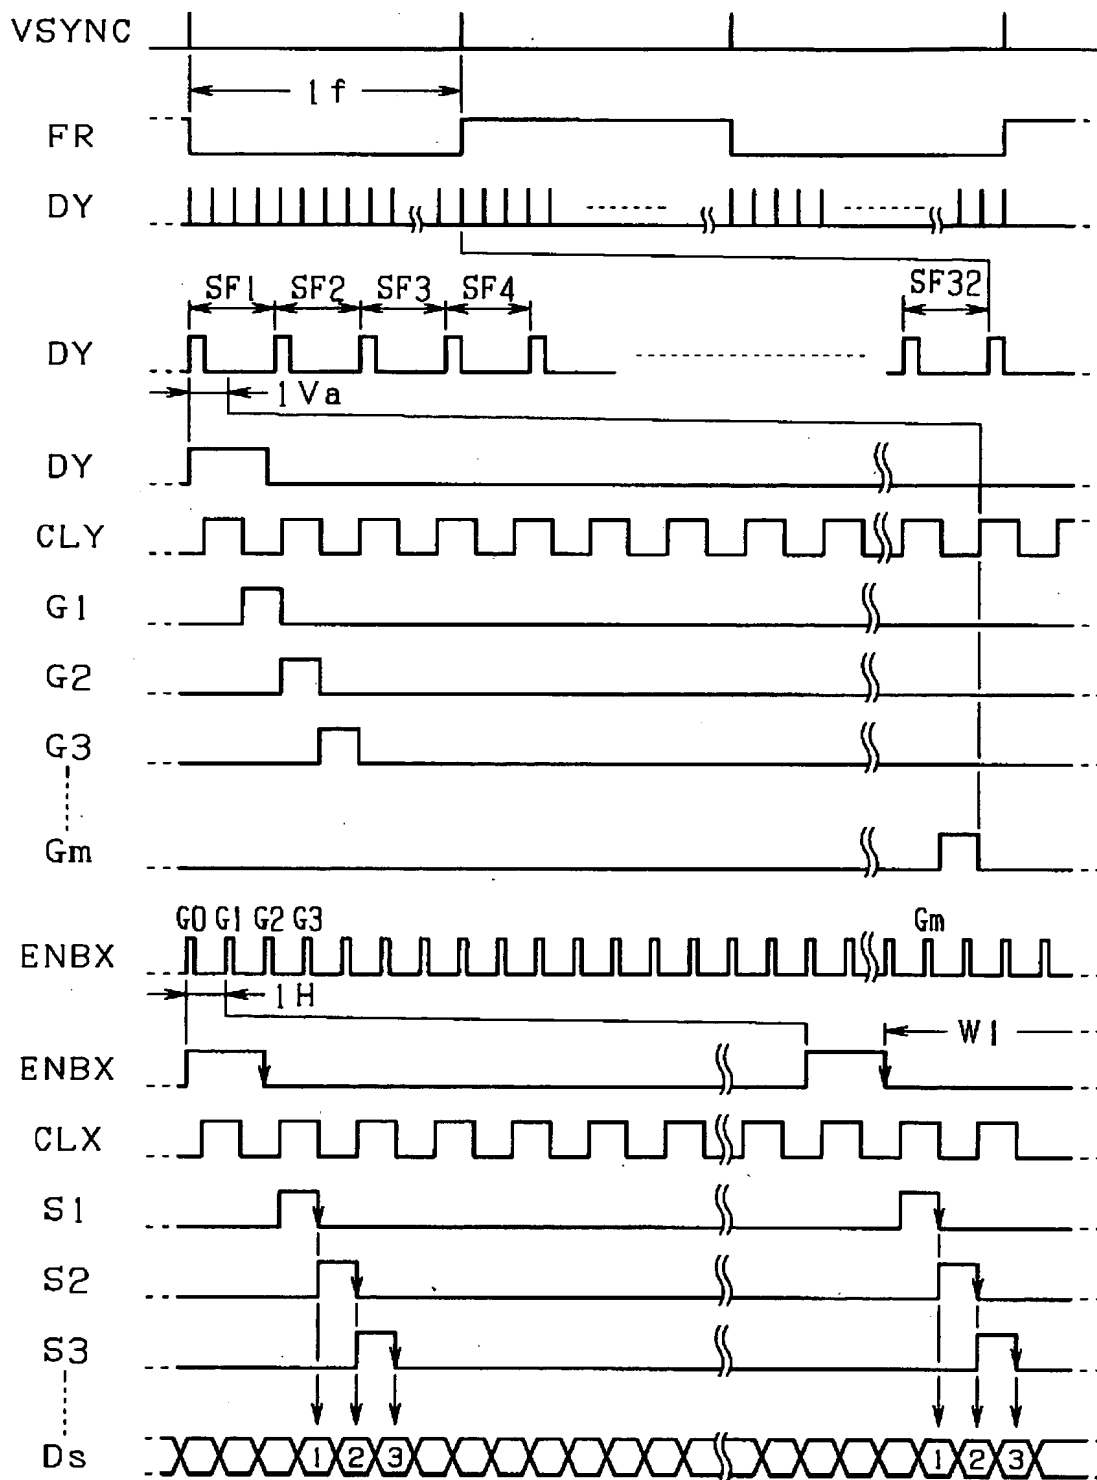 VSYNC
1f
FR
DY
SF1 SF2 SF3 SF4 SF32
DY
1Va
DY
CLY
G1
G2
G3
Gm
G0 G1 G2 G3 Gm
ENBX
1H
W1
ENBX
CLX
S1
S2
S3
Ds 1 2 3 1 2 3